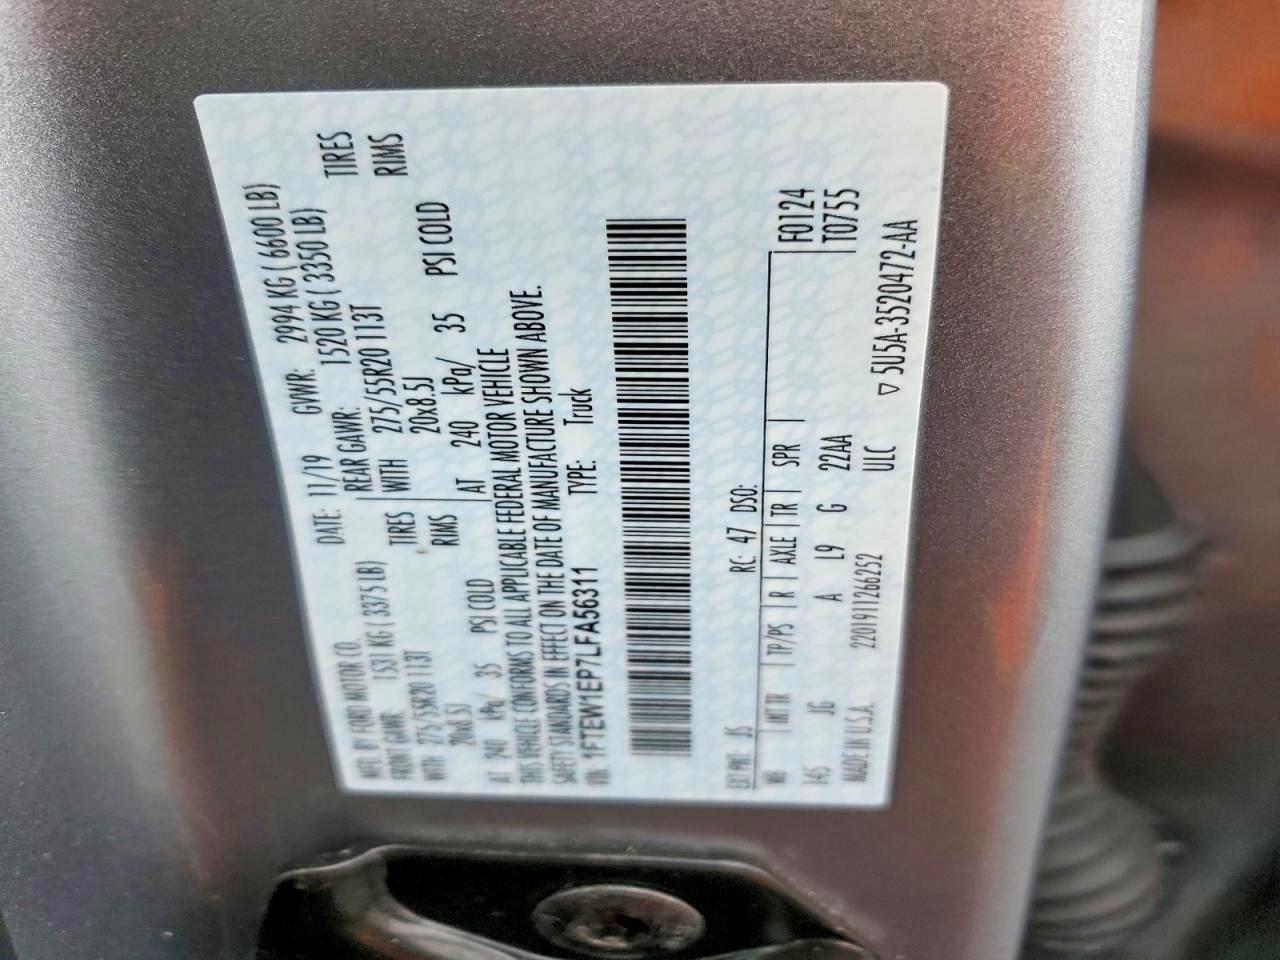 MFD. BY FORD MOTOR CO. DATE: 11/19 GVWR: 2994 KG ( 6600 LB)
FRONT GAWR: 1531 KG ( 3375 LB) REAR GAWR: 1520 KG ( 3350 LB)
WITH 275/55R20 113T TIRES WITH 275/55R20 113T TIRES
20x8.5J RIMS 20x8.5J RIMS
AT 240 kPa/ 35 PSI COLD AT 240 kPa/ 35 PSI COLD
THIS VEHICLE CONFORMS TO ALL APPLICABLE FEDERAL MOTOR VEHICLE
SAFETY STANDARDS IN EFFECT ON THE DATE OF MANUFACTURE SHOWN ABOVE.
VIN: 1FTEW1EP7LFA56311 TYPE: Truck
EXT PNT: JS RC: 47 DSO:
WB INT TR TP/PS R AXLE TR SPR F0124
145 JG A L9 G 22AA T0755
MADE IN U.S.A. 2201911266252 ULC ▽ 5U5A-3520472-AA